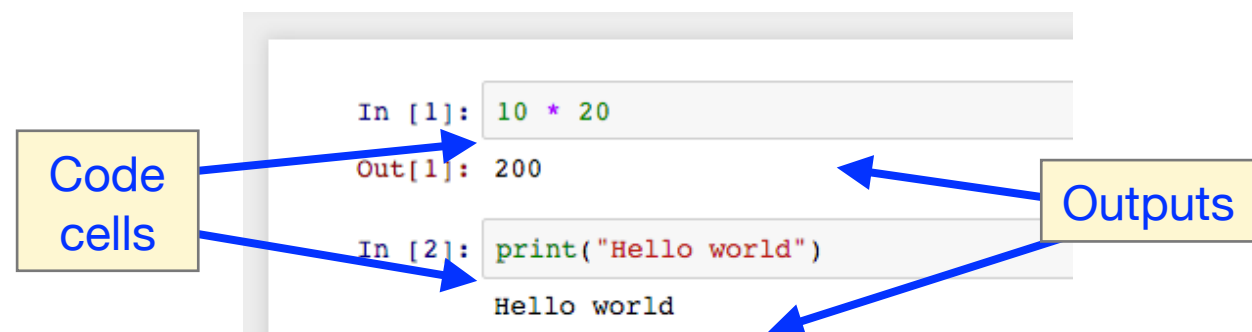 In [1]: 10 * 20
Code
cells
Out[1]: 200
Outputs
In [2]: print("Hello world")
Hello world